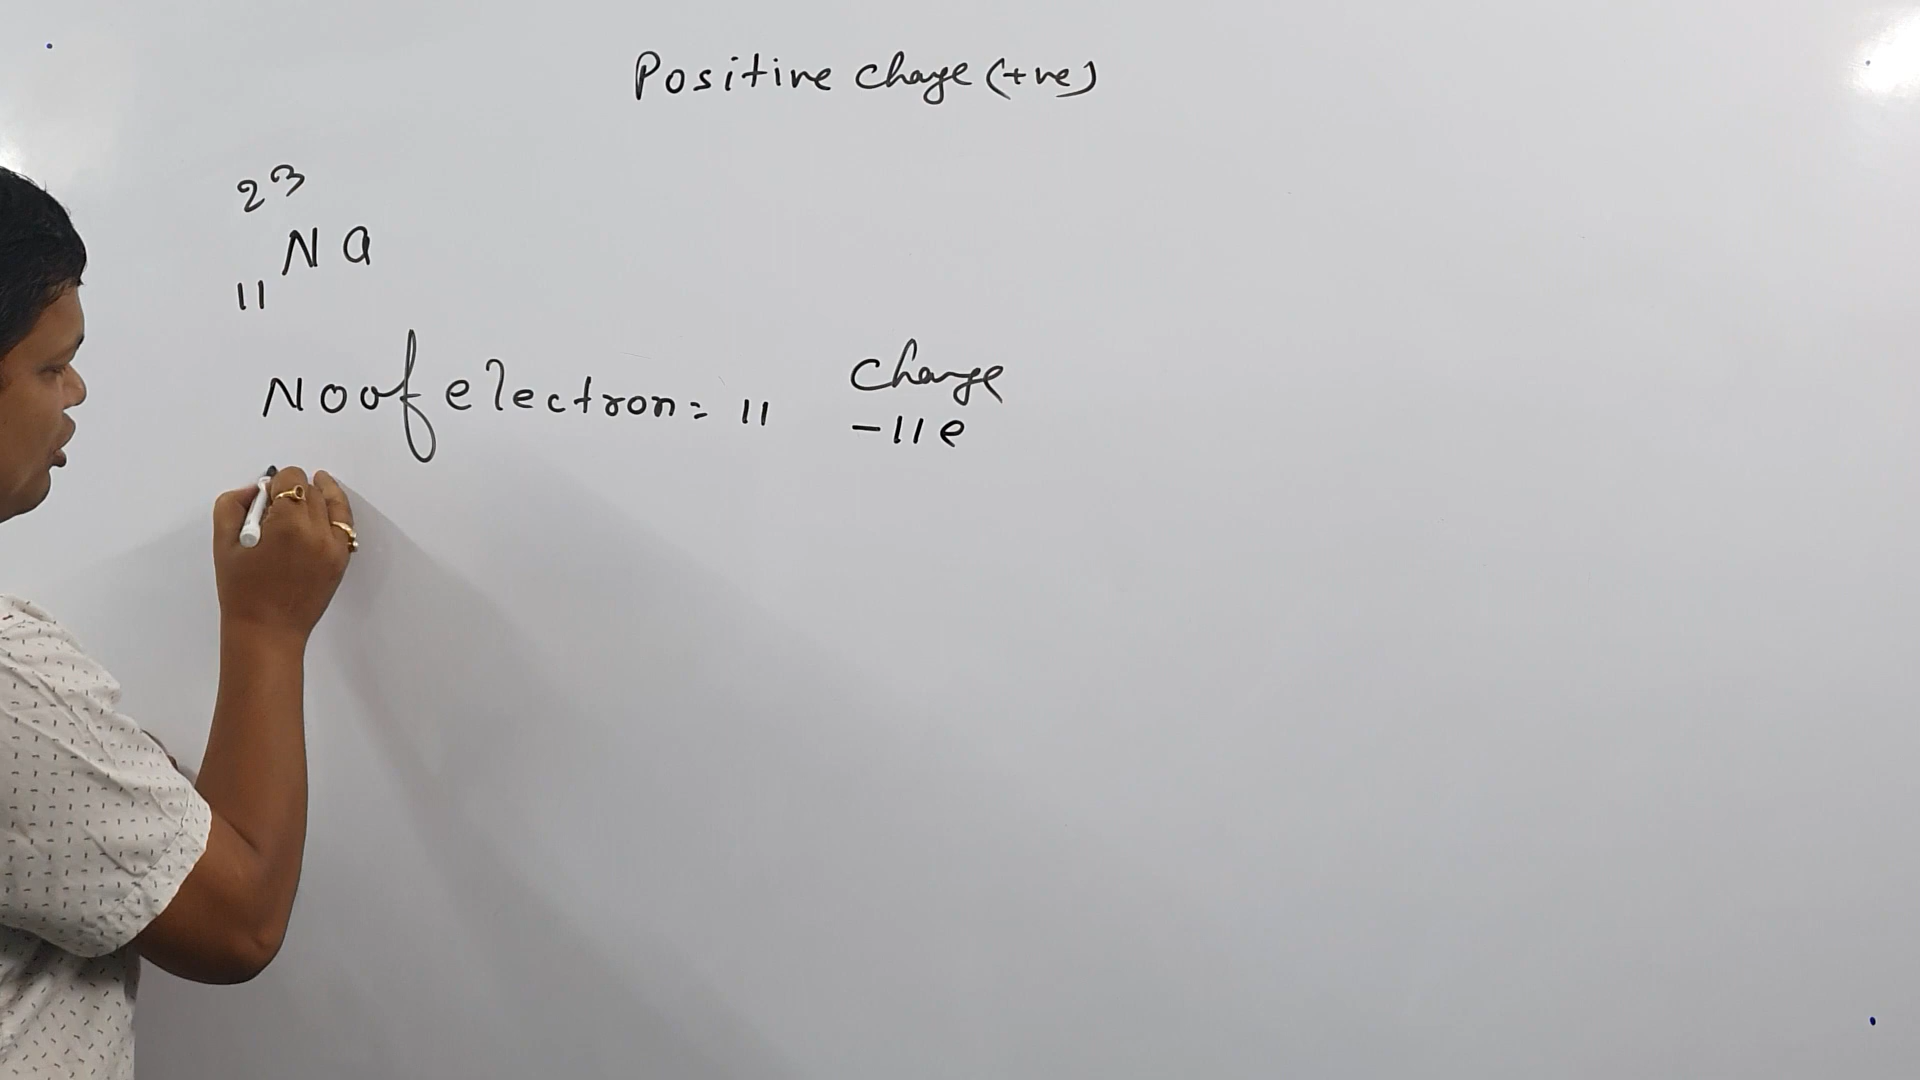 Positive Charge (+ve)
23
Na
11
No of electron = 11
Charge
-11e